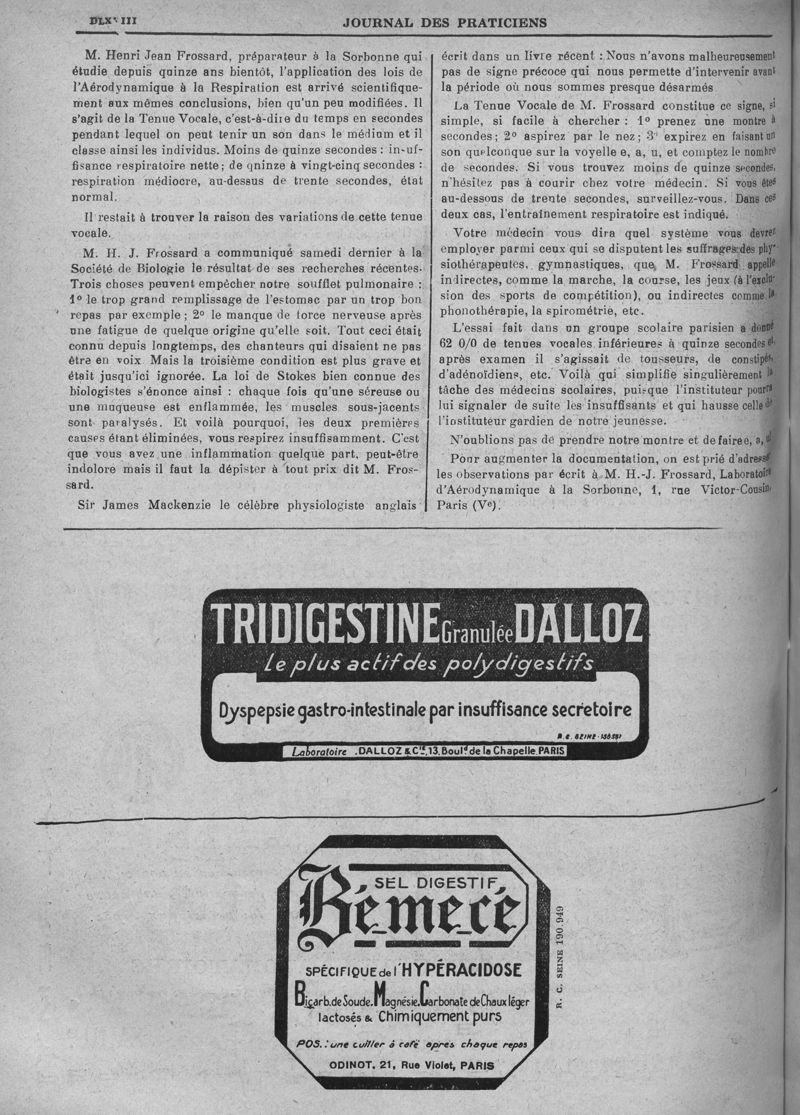 JOURNAL DES PRATICIENS
M. Henri Jean Frossard, préparateur à la Sorbonne qui
étudie depuis quinze ans bientôt, l'application des lois de
l'Aérodynamique à la Respiration est arrivé scientifique-
ment aux mêmes conclusions, bien qu'un peu modifiées. Il
s'agit de la Tenue Vocale, c'est-à-dire du temps en secondes
pendant lequel on peut tenir un son dans le médium et il
classe ainsi les individus. Moins de quinze secondes : insuf-
fisance respiratoire nette; de qninze à vingt-cinq secondes :
respiration médiocre, au-dessus de trente secondes, état
normal.
Il restait à trouver la raison des variations de cette tenue
vocale.
M. H. J. Frossard a communiqué samedi dernier à la
Société de Biologie le résultat de ses recherches récentes.
Trois choses peuvent empêcher notre soufflet pulmonaire :
1º le trop grand remplissage de l'estomac par un trop bon
repas par exemple; 2º le manque de force nerveuse après
une fatigue de quelque origine qu'elle soit. Tout ceci était
connu depuis longtemps, des chanteurs qui disaient ne pas
être en voix Mais la troisième condition est plus grave et
était jusqu'ici ignorée. La loi de Stokes bien connue des
biologistes s'énonce ainsi : chaque fois qu'une séreuse ou
une muqueuse est enflammée, les muscles sous-jacents
sont paralysés. Et voilà pourquoi, les deux premières
causes étant éliminées, vous respirez insuffisamment. C'est
que vous avez une inflammation quelque part, peut-être
indolore mais il faut la dépister à tout prix dit M. Fros-
sard.
Sir James Mackenzie le célèbre physiologiste anglais
écrit dans un livre récent : Nous n'avons malheureusement
pas de signe précoce qui nous permette d'intervenir avant
la période où nous sommes presque désarmés
La Tenue Vocale de M. Frossard constitue ce signe, si
simple, si facile à chercher : 1º prenez une montre à
secondes; 2º aspirez par le nez; 3º expirez en faisant un
son quelconque sur la voyelle e, a, u, et comptez le nombre
de secondes. Si vous trouvez moins de quinze secondes,
n'hésitez pas à courir chez votre médecin. Si vous êtes
au-dessous de trente secondes, surveillez-vous. Dans ces
deux cas, l'entraînement respiratoire est indiqué.
Votre médecin vous dira quel système vous devrez
employer parmi ceux qui se disputent les suffrages des phy-
siothérapeutes, gymnastiques, que M. Frossard appelle
indirectes, comme la marche, la course, les jeux (à l'exclu-
sion des sports de compétition), ou indirectes comme la
phonothérapie, la spirométrie, etc.
L'essai fait dans un groupe scolaire parisien a donné
62 0/0 de tenues vocales inférieures à quinze secondes et,
après examen il s'agissait de tousseurs, de constipés,
d'adénoïdiens, etc. Voilà qui simplifie singulièrement la
tâche des médecins scolaires, puisque l'instituteur pourra
lui signaler de suite les insuffisants et qui hausse celle de
l'instituteur gardien de notre jeunesse.
N'oublions pas de prendre notre montre et de faire e, a, u
Ponr augmenter la documentation, on est prié d'adresser
les observations par écrit à M. H.-J. Frossard, Laboratoire
d'Aérodynamique à la Sorbonne, 1, rue Victor-Cousin,
Paris (Ve).
TRIDIGESTINE Granulée DALLOZ
Le plus actif des polydigestifs
Dyspepsie gastro-intestinale par insuffisance secretoire
Laboratoire .DALLOZ & Cie, 13, Bould de la Chapelle PARIS
SEL DIGESTIF
Bémecé
SPÉCIFIQUE de l'HYPÉRACIDOSE
Bicarb. de Soude. Magnésie. Carbonate de Chaux léger
lactosés & Chimiquement purs
POS. : une cuiller à café après chaque repas
ODINOT, 21, Rue Violet, PARIS
R. C. SEINE 190.949